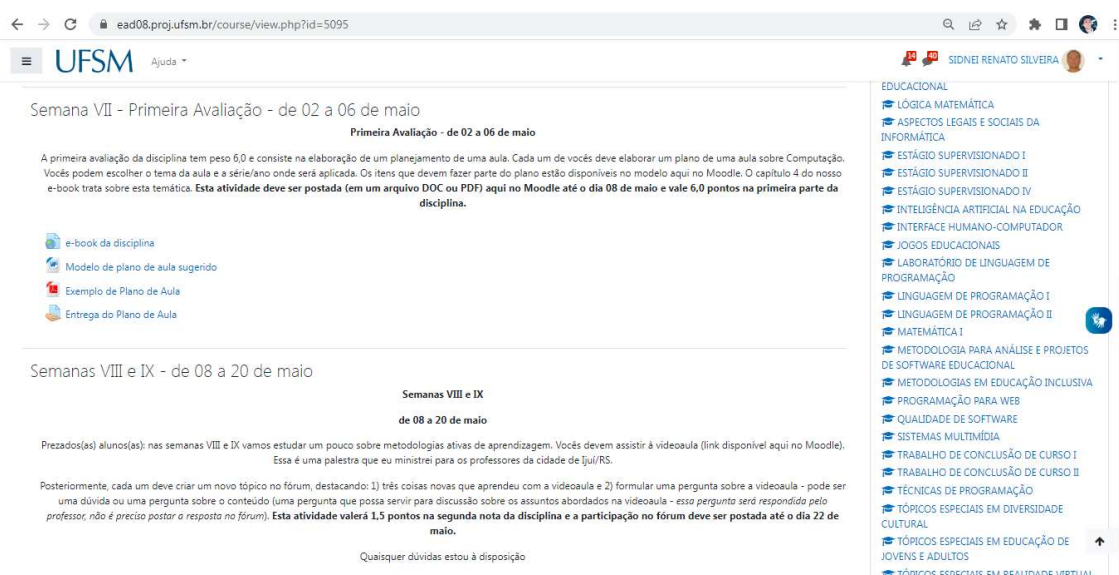 ead08.proj.ufsm.br/course/view.php?id=5095
UFSM
Ajuda
14
40
SIDNEI RENATO SILVEIRA
Semana VII - Primeira Avaliação - de 02 a 06 de maio
Primeira Avaliação - de 02 a 06 de maio
A primeira avaliação da disciplina tem peso 6,0 e consiste na elaboração de um planejamento de uma aula. Cada um de vocês deve elaborar um plano de uma aula sobre Computação.
Vocês podem escolher o tema da aula e a série/ano onde será aplicada. Os itens que devem fazer parte do plano estão disponíveis no modelo aqui no Moodle. O capítulo 4 do nosso
e-book trata sobre esta temática. Esta atividade deve ser postada (em um arquivo DOC ou PDF) aqui no Moodle até o dia 08 de maio e vale 6,0 pontos na primeira parte da
disciplina.
e-book da disciplina
Modelo de plano de aula sugerido
Exemplo de Plano de Aula
Entrega do Plano de Aula
Semanas VIII e IX - de 08 a 20 de maio
Semanas VIII e IX
de 08 a 20 de maio
Prezados(as) alunos(as): nas semanas VIII e IX vamos estudar um pouco sobre metodologias ativas de aprendizagem. Vocês devem assistir à videoaula (link disponível aqui no Moodle).
Essa é uma palestra que eu ministrei para os professores da cidade de Ijuí/RS.
Posteriormente, cada um deve criar um novo tópico no fórum, destacando: 1) três coisas novas que aprendeu com a videoaula e 2) formular uma pergunta sobre a videoaula - pode ser
uma dúvida ou uma pergunta sobre o conteúdo (uma pergunta que possa servir para discussão sobre os assuntos abordados na videoaula - essa pergunta será respondida pelo
professor, não é preciso postar a resposta no fórum). Esta atividade valerá 1,5 pontos na segunda nota da disciplina e a participação no fórum deve ser postada até o dia 22 de
maio.
Quaisquer dúvidas estou à disposição
EDUCACIONAL
LÓGICA MATEMÁTICA
ASPECTOS LEGAIS E SOCIAIS DA
INFORMÁTICA
ESTÁGIO SUPERVISIONADO I
ESTÁGIO SUPERVISIONADO II
ESTÁGIO SUPERVISIONADO IV
INTELIGÊNCIA ARTIFICIAL NA EDUCAÇÃO
INTERFACE HUMANO-COMPUTADOR
JOGOS EDUCACIONAIS
LABORATÓRIO DE LINGUAGEM DE
PROGRAMAÇÃO
LINGUAGEM DE PROGRAMAÇÃO I
LINGUAGEM DE PROGRAMAÇÃO II
MATEMÁTICA I
METODOLOGIA PARA ANÁLISE E PROJETOS
DE SOFTWARE EDUCACIONAL
METODOLOGIAS EM EDUCAÇÃO INCLUSIVA
PROGRAMAÇÃO PARA WEB
QUALIDADE DE SOFTWARE
SISTEMAS MULTIMÍDIA
TRABALHO DE CONCLUSÃO DE CURSO I
TRABALHO DE CONCLUSÃO DE CURSO II
TÉCNICAS DE PROGRAMAÇÃO
TÓPICOS ESPECIAIS EM DIVERSIDADE
CULTURAL
TÓPICOS ESPECIAIS EM EDUCAÇÃO DE
JOVENS E ADULTOS
TÓPICOS ESPECIAIS EM REALIDADE VIRTUAL